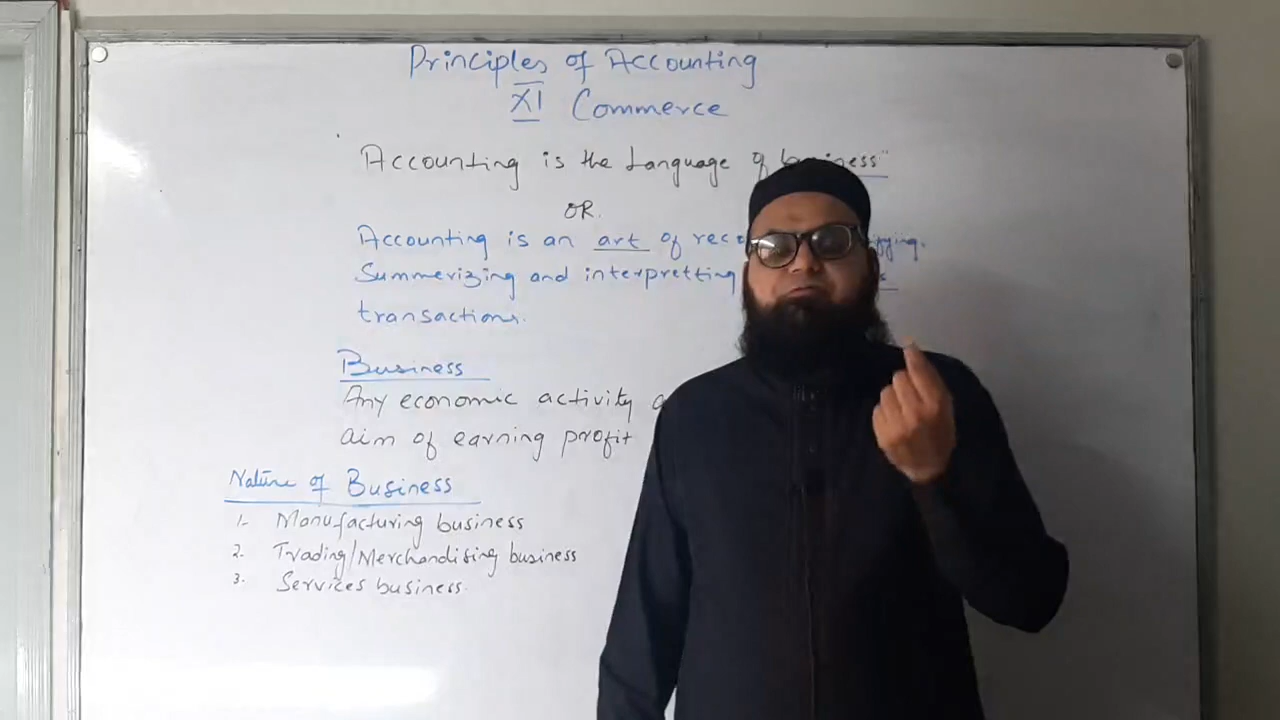 Principles of Accounting
XI Commerce
Accounting is the Language of business"
OR.
Accounting is an art of
Summerizing and interpretting
transactions.
Business
Any economic activity
aim of earning profit
Nature of Business
1- Manufacturing business
2. Trading/Merchandising business
3. Services business.